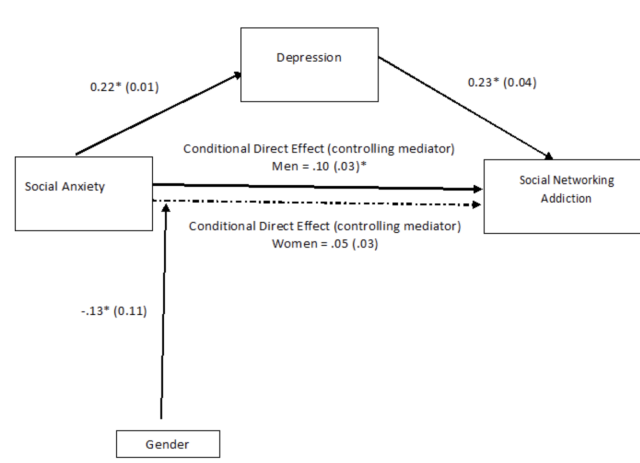 Depression
0.22* (0.01)
0.23* (0.04)
Conditional Direct Effect (controlling mediator)
Men = .10 (.03)*
Social Anxiety
Social Networking
Addiction
Conditional Direct Effect (controlling mediator)
Women = .05 (.03)
-.13* (0.11)
Gender